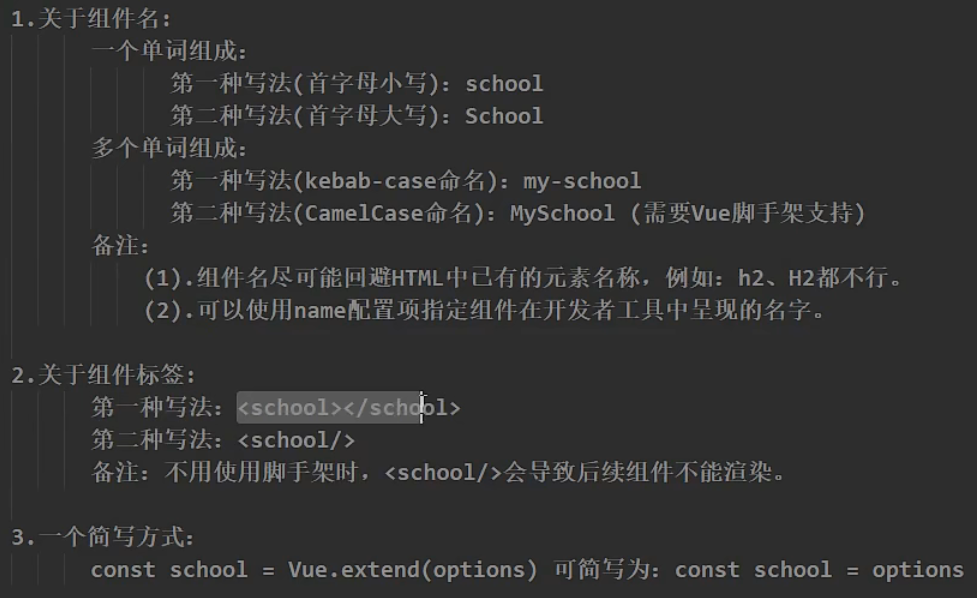 1.关于组件名:
一个单词组成:
第一种写法(首字母小写): school
第二种写法(首字母大写): School
多个单词组成:
第一种写法(kebab-case命名): my-school
第二种写法(CamelCase命名): MySchool (需要Vue脚手架支持)
备注:
(1).组件名尽可能回避HTML中已有的元素名称，例如: h2、H2都不行。
(2).可以使用name配置项指定组件在开发者工具中呈现的名字。
2.关于组件标签:
第一种写法: <school></school>
第二种写法: <school/>
备注: 不用使用脚手架时，<school/>会导致后续组件不能渲染。
3.一个简写方式:
const school = Vue.extend(options) 可简写为: const school = options